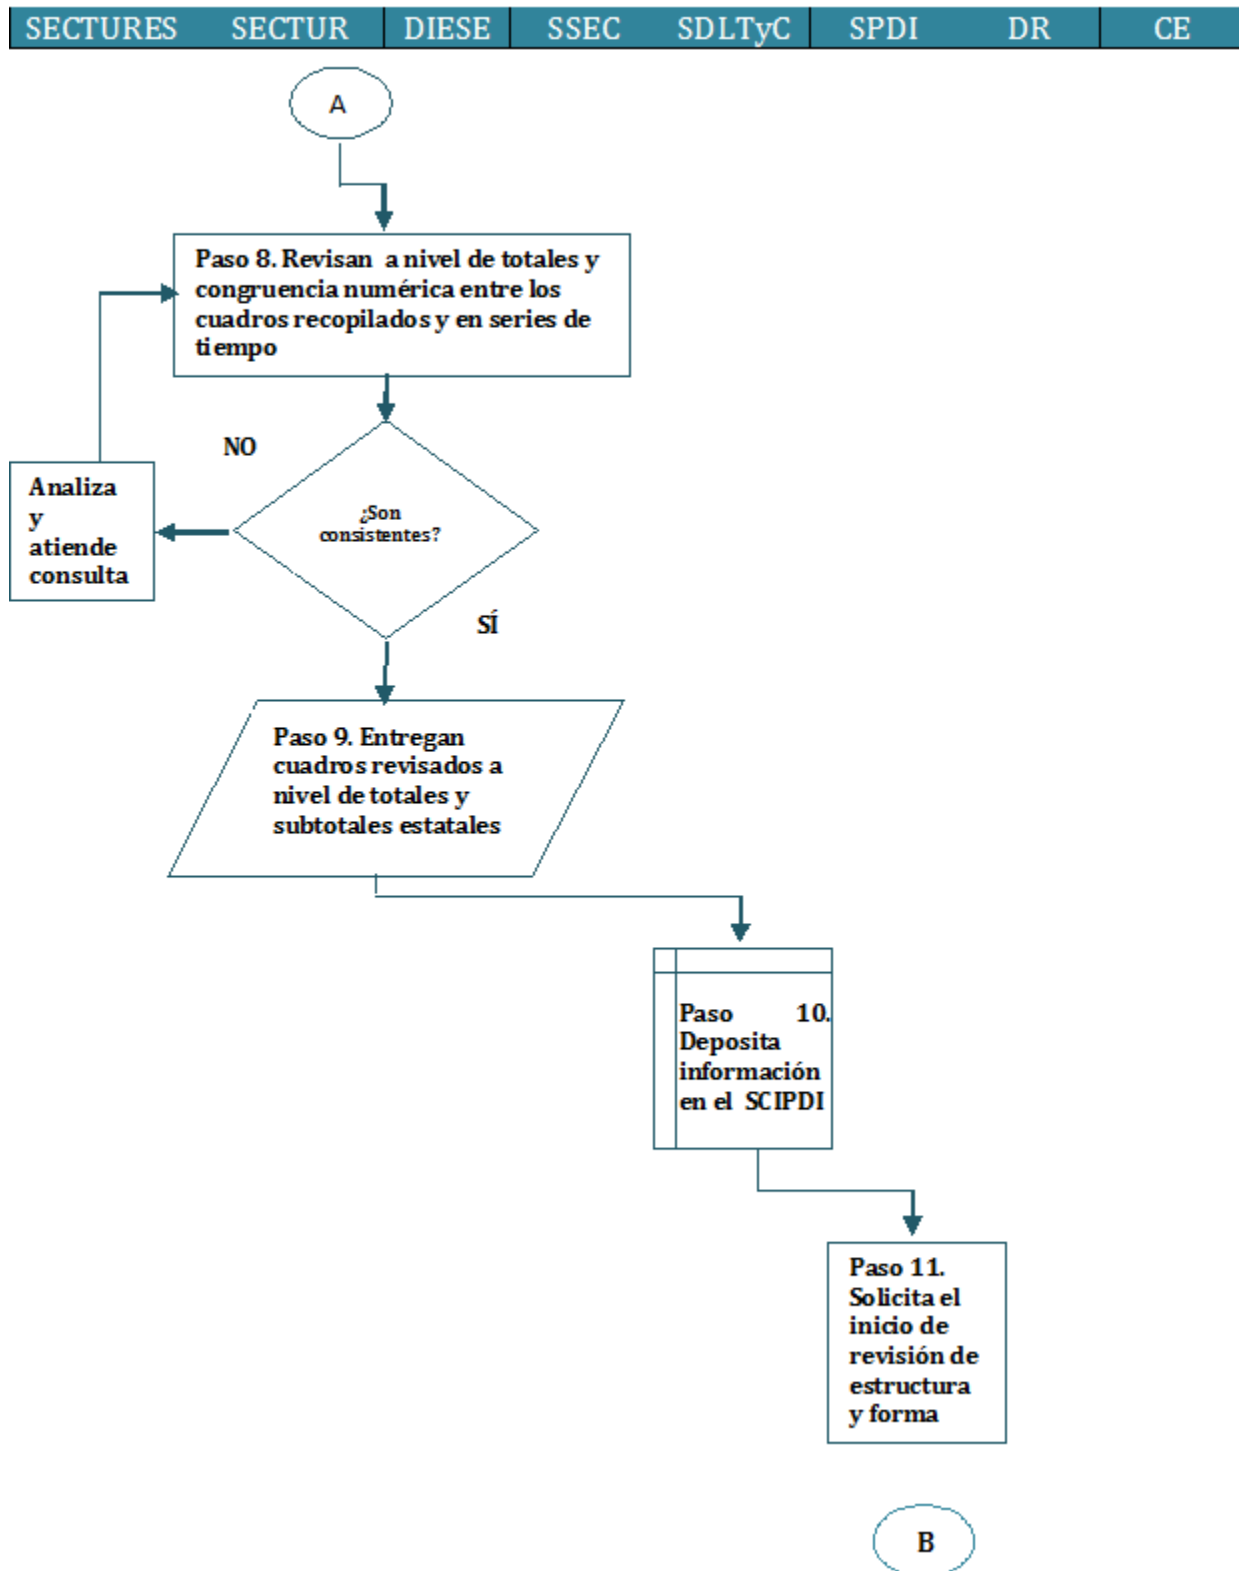 SECTURES SECTUR DIESE SSEC SDLTyC SPDI DR CE
A
Paso 8. Revisan a nivel de totales y
congruencia numérica entre los
cuadros recopilados y en series de
tiempo
NO
Analiza
y
atiende
consulta
¿Son
consistentes?
SÍ
Paso 9. Entregan
cuadros revisados a
nivel de totales y
subtotales estatales
Paso 10.
Deposita
información
en el SCIPDI
Paso 11.
Solicita el
inicio de
revisión de
estructura
y forma
B